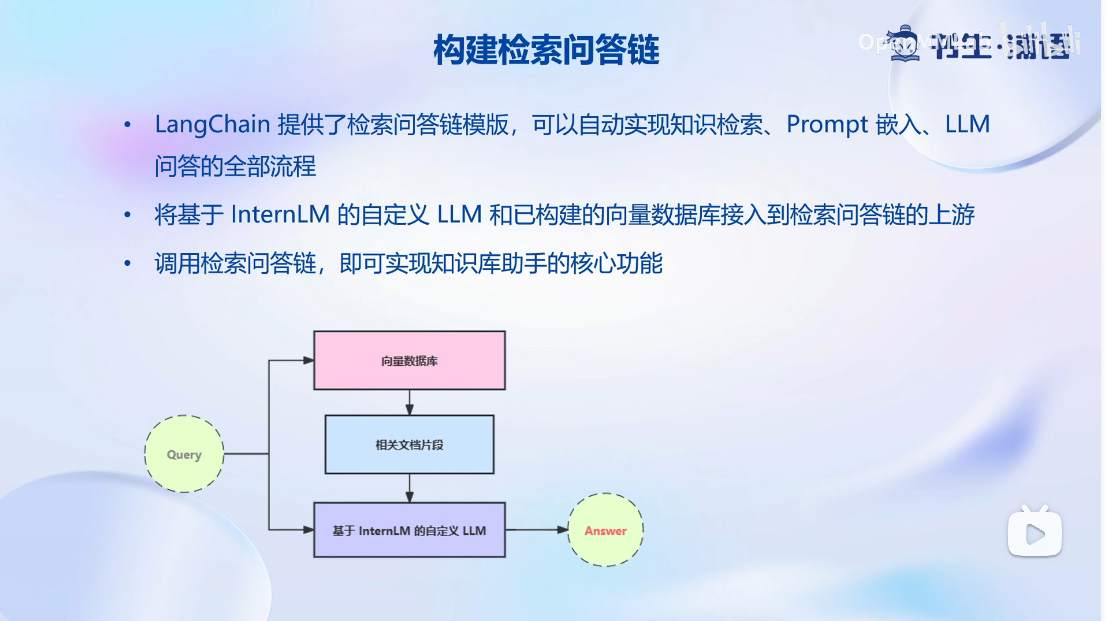 构建检索问答链
书生·浦语
• LangChain 提供了检索问答链模版，可以自动实现知识检索、Prompt 嵌入、LLM
问答的全部流程
• 将基于 InternLM 的自定义 LLM 和已构建的向量数据库接入到检索问答链的上游
• 调用检索问答链，即可实现知识库助手的核心功能
向量数据库
相关文档片段
Query
基于 InternLM 的自定义 LLM
Answer